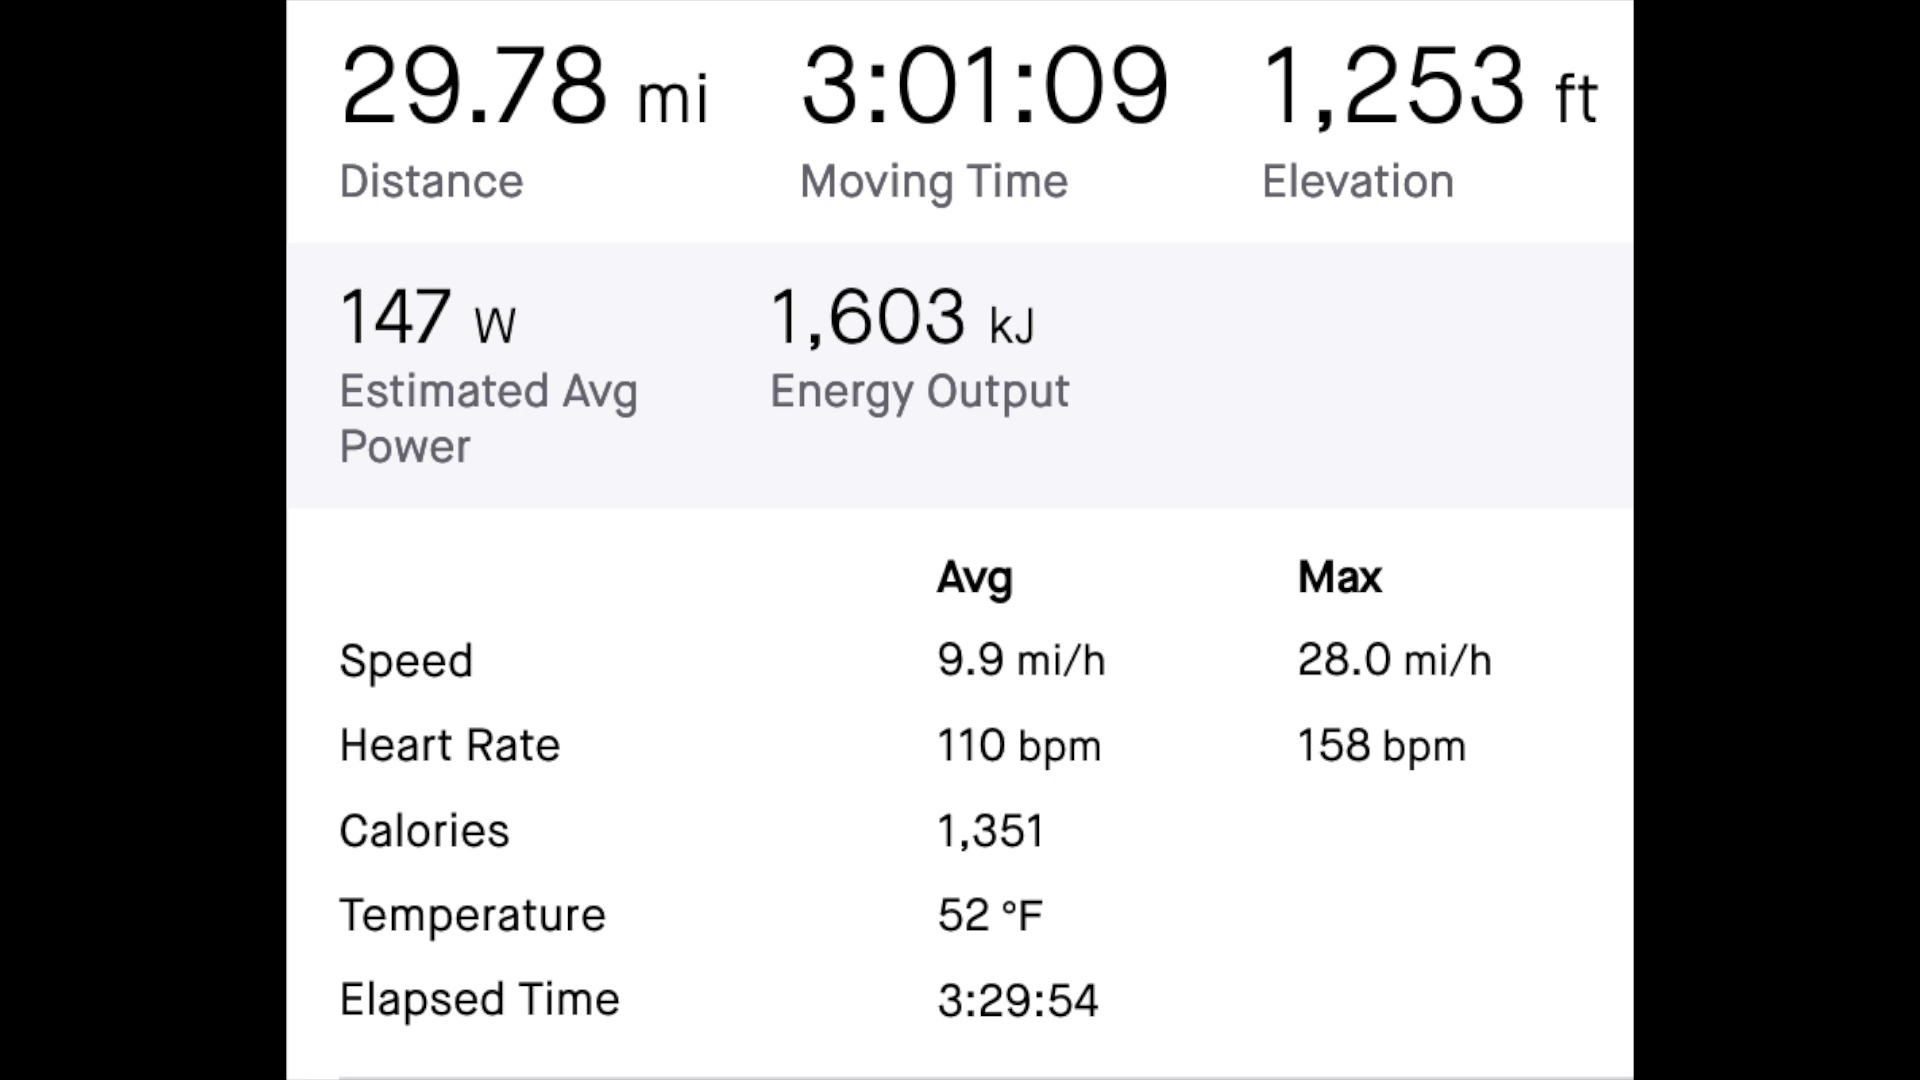 29.78 mi 3:01:09 1,253 ft
Distance Moving Time Elevation
147 W 1,603 kJ
Estimated Avg Energy Output
Power
Avg Max
Speed 9.9 mi/h 28.0 mi/h
Heart Rate 110 bpm 158 bpm
Calories 1,351
Temperature 52 °F
Elapsed Time 3:29:54